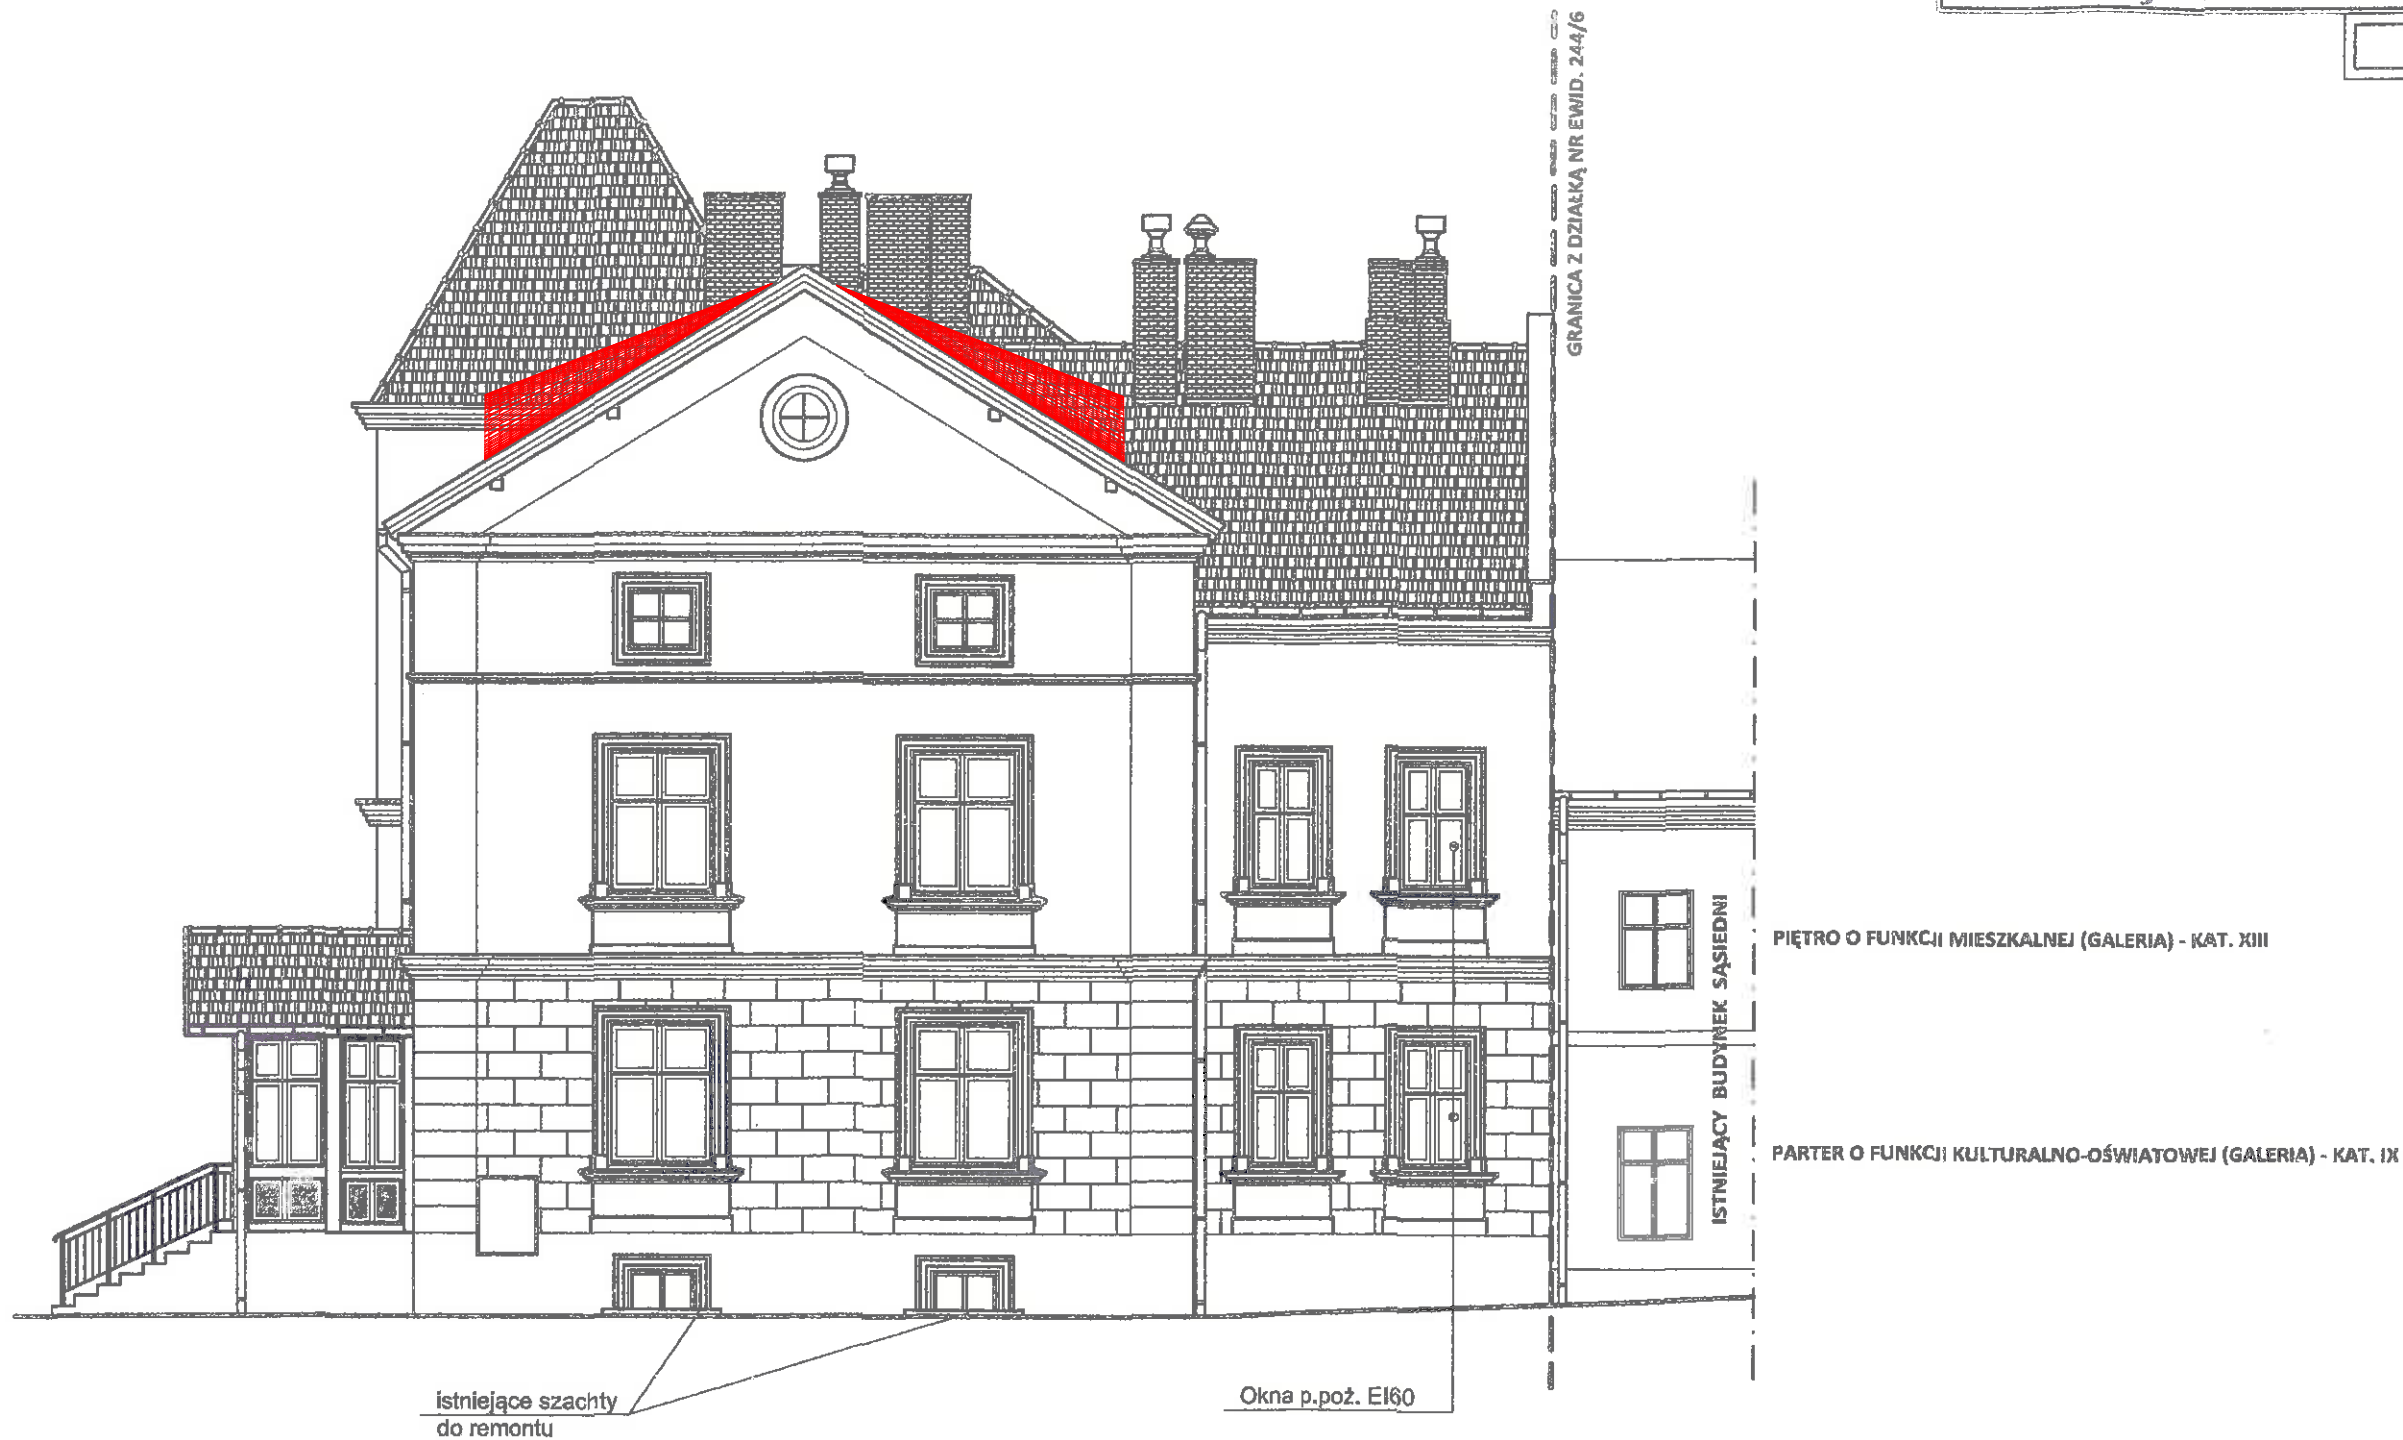 GRANICA Z DZIAŁKĄ NR EWID. 244/6
PIĘTRO O FUNKCJI MIESZKALNEJ (GALERIA) - KAT. XIII
ISTNIEJĄCY BUDYNEK SĄSIEDNI
PARTER O FUNKCJI KULTURALNO-OŚWIATOWEJ (GALERIA) - KAT. IX
istniejące szachty
do remontu
Okna p.poż. EI60